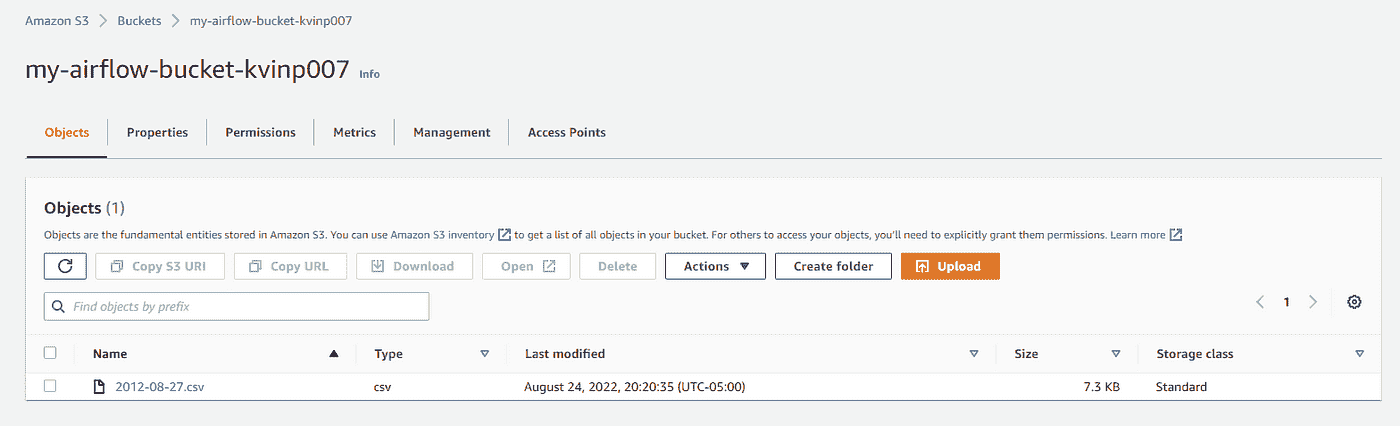 Amazon S3 > Buckets > my-airflow-bucket-kvinp007
my-airflow-bucket-kvinp007 Info
Objects Properties Permissions Metrics Management Access Points
Objects (1)
Objects are the fundamental entities stored in Amazon S3. You can use Amazon S3 inventory to get a list of all objects in your bucket. For others to access your objects, you'll need to explicitly grant them permissions. Learn more
Copy S3 URI Copy URL Download Open Delete Actions Create folder Upload
Find objects by prefix 1
Name Type Last modified Size Storage class
2012-08-27.csv csv August 24, 2022, 20:20:35 (UTC-05:00) 7.3 KB Standard